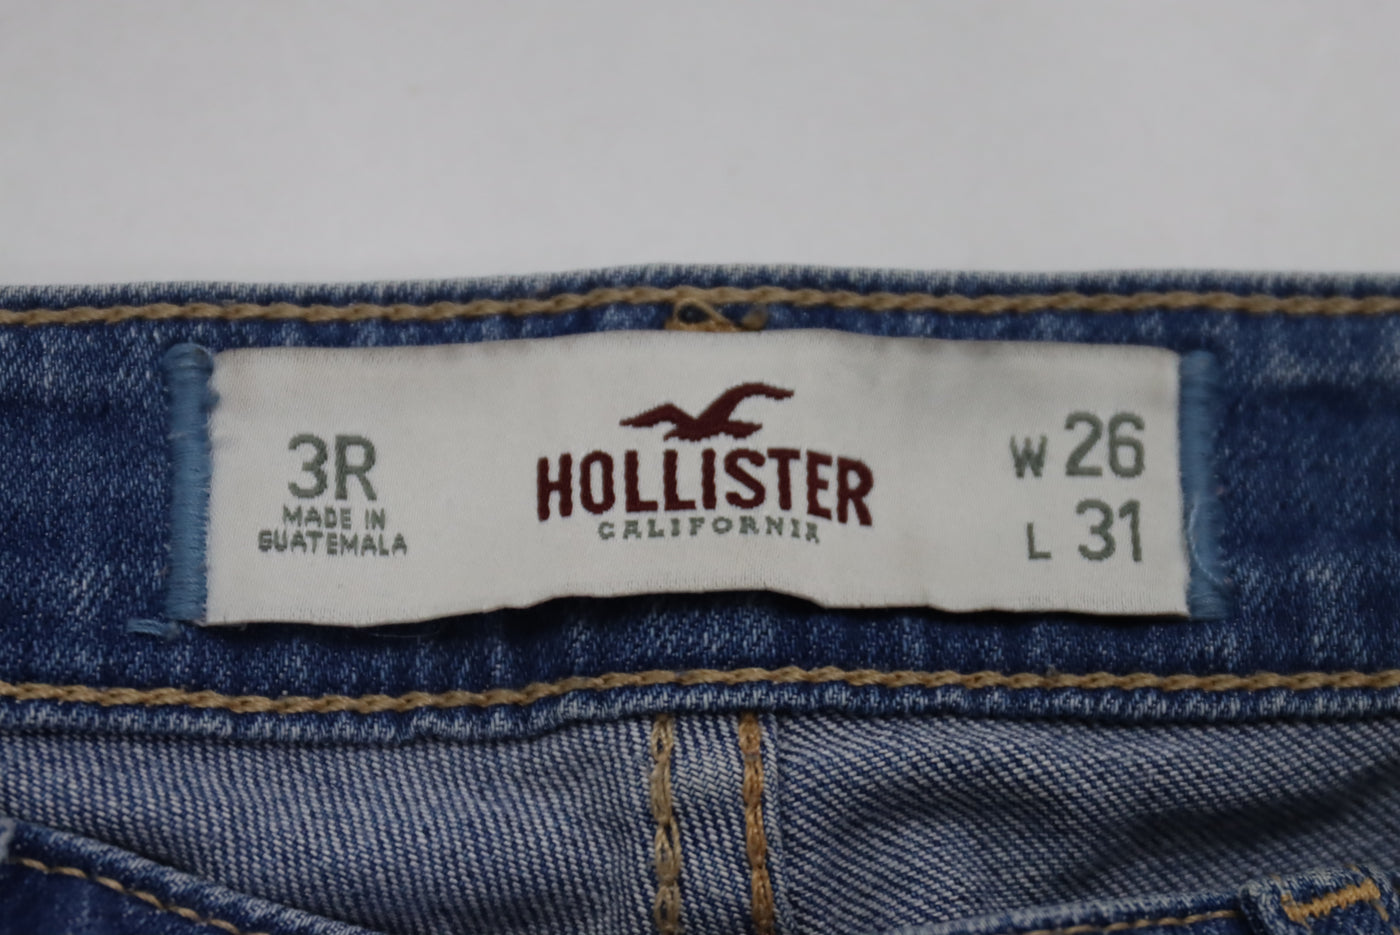 3R
MADE IN
GUATEMALA
HOLLISTER
CALIFORNIA
W 26
L 31